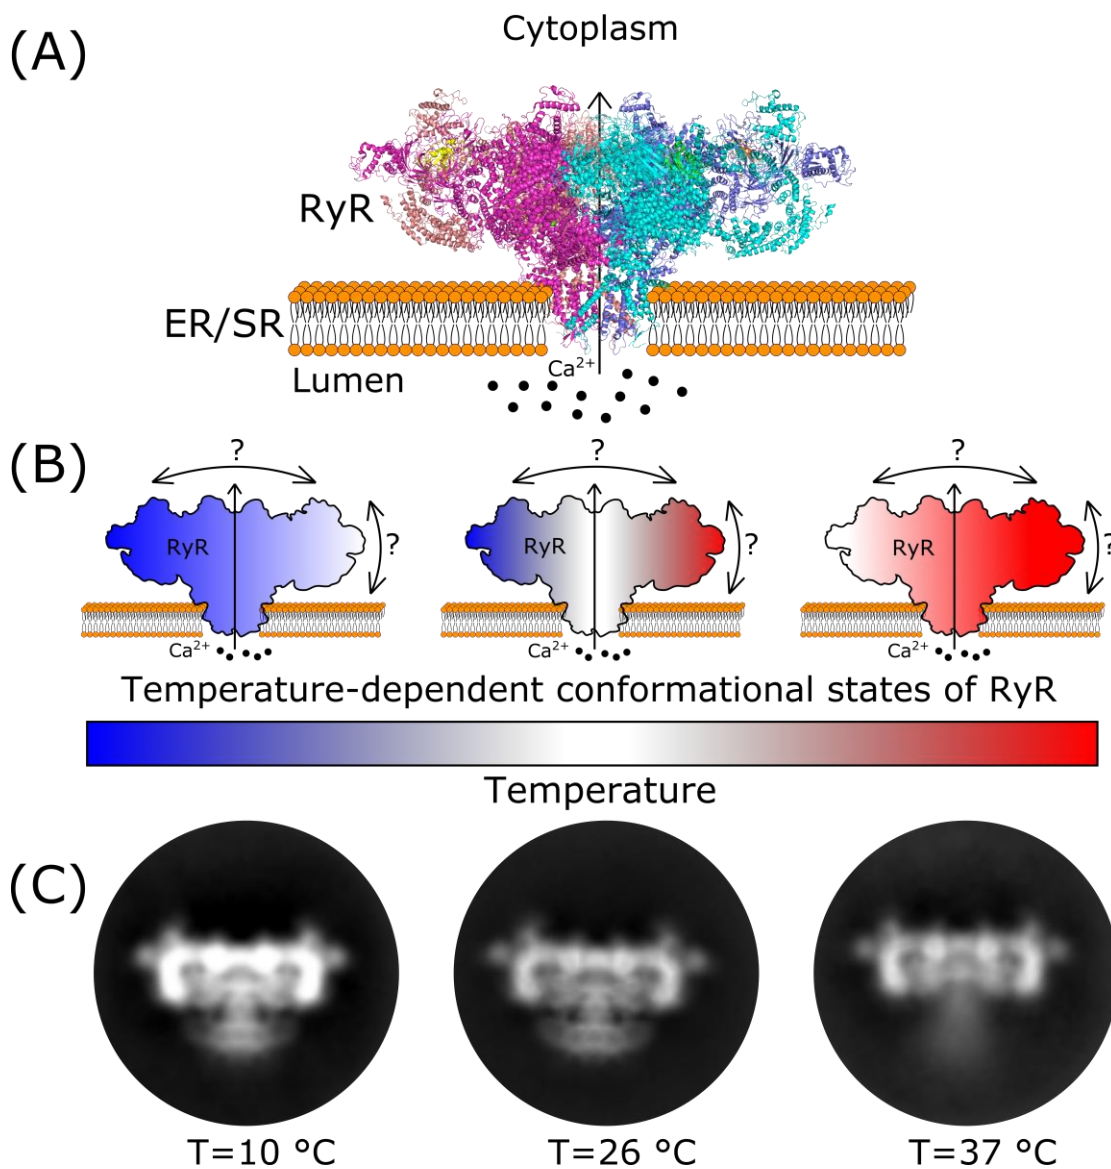 (A)
Cytoplasm
RyR
ER/SR
Lumen
Ca²⁺
(B)
? ? ?
RyR ? RyR ? RyR ?
Ca²⁺ Ca²⁺ Ca²⁺
Temperature-dependent conformational states of RyR
Temperature
(C)
T=10 °C T=26 °C T=37 °C